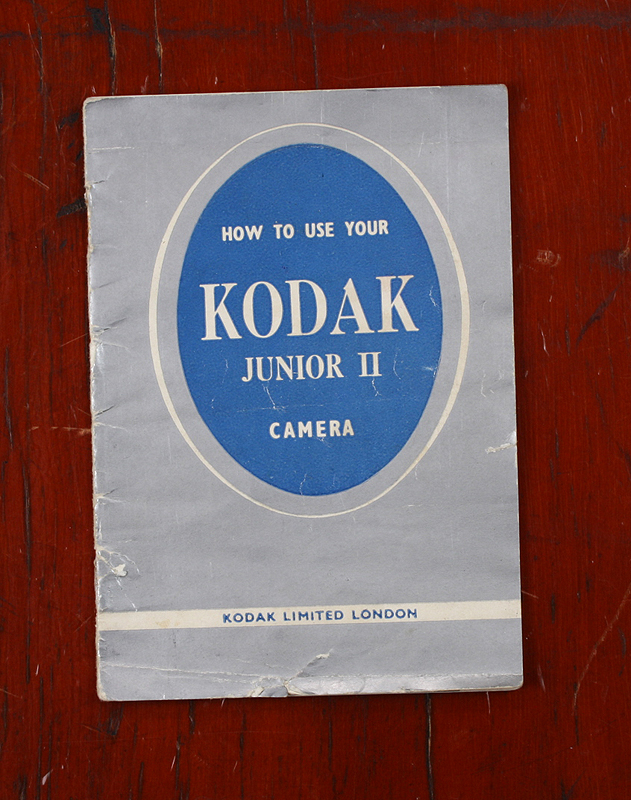 HOW TO USE YOUR
KODAK
JUNIOR II
CAMERA
KODAK LIMITED LONDON